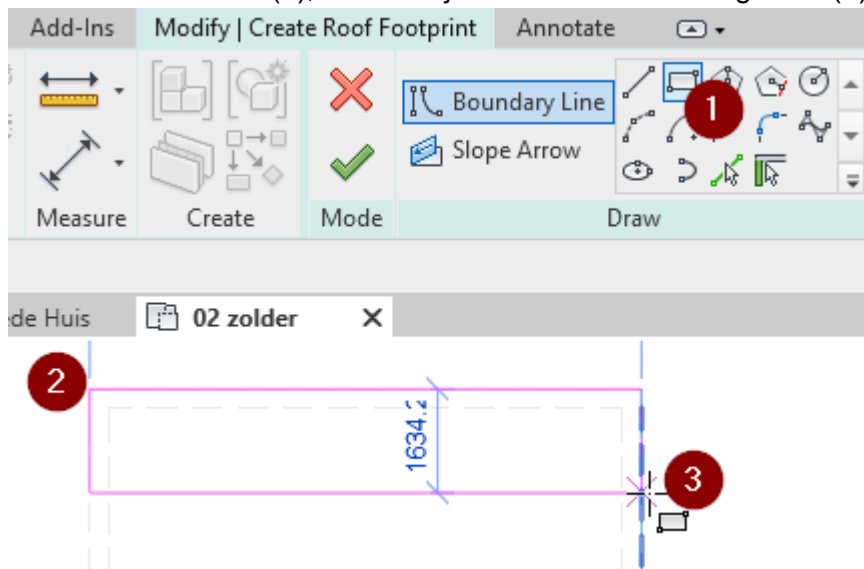 Add-Ins Modify | Create Roof Footprint Annotate
1
Boundary Line
Slope Arrow
Measure Create Mode Draw
de Huis 02 zolder X
2
1634.2
3